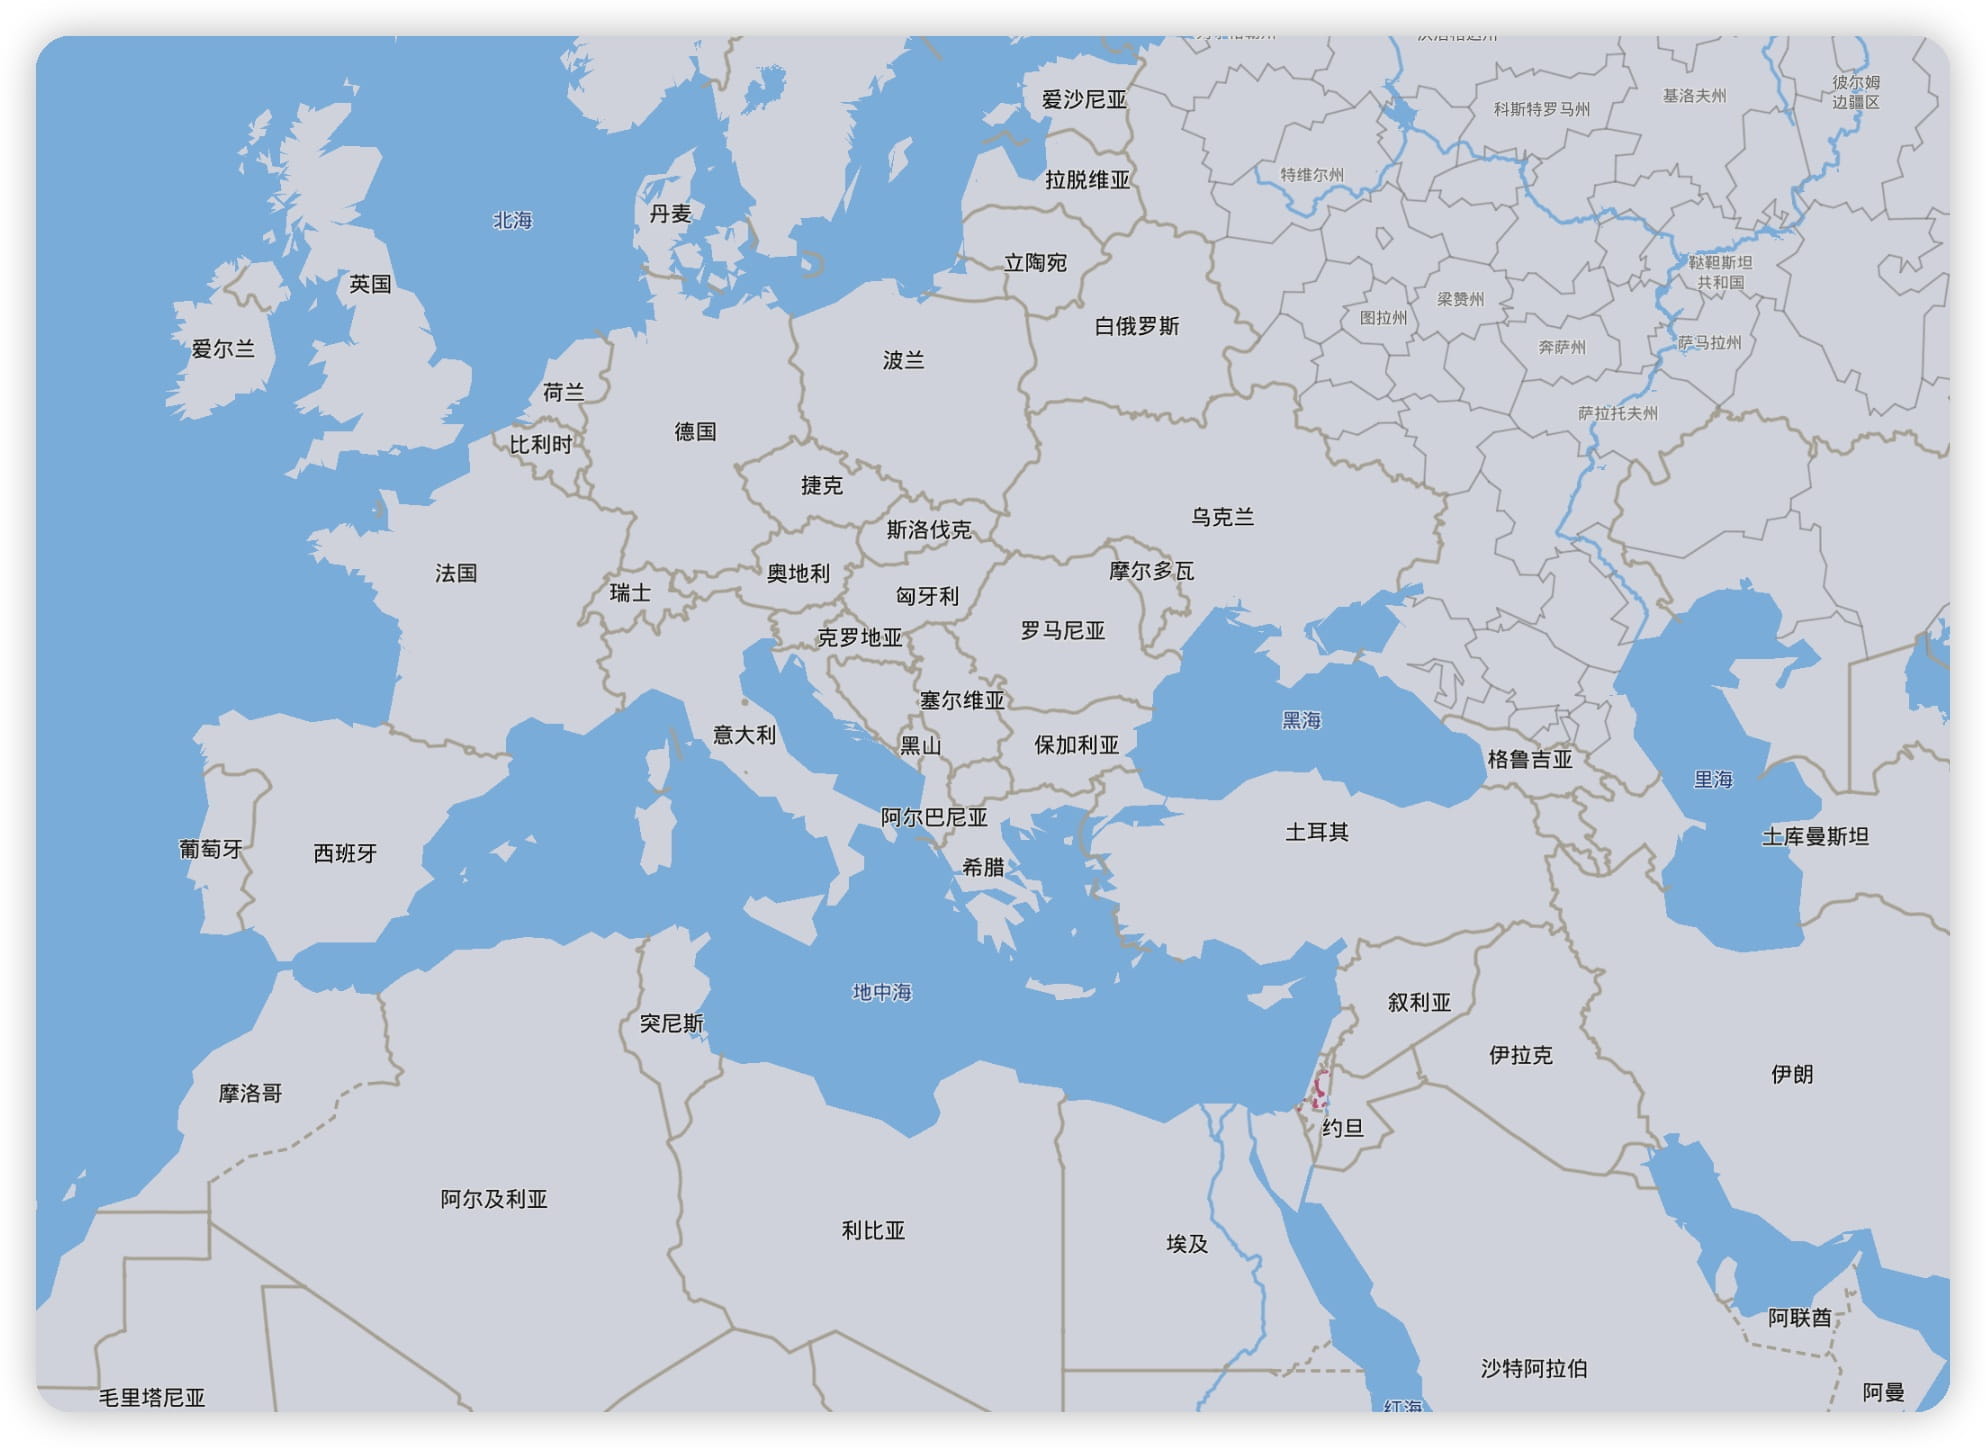 爱沙尼亚
科斯特罗马州
基洛夫州
彼尔姆
边疆区
特维尔州
拉脱维亚
北海
丹麦
立陶宛
鞑靼斯坦
共和国
英国
梁赞州
图拉州
白俄罗斯
爱尔兰
萨马拉州
奔萨州
波兰
荷兰
萨拉托夫州
德国
比利时
捷克
乌克兰
斯洛伐克
法国
奥地利
摩尔多瓦
瑞士
匈牙利
罗马尼亚
克罗地亚
塞尔维亚
黑海
意大利
黑山
保加利亚
格鲁吉亚
里海
阿尔巴尼亚
土耳其
土库曼斯坦
葡萄牙
西班牙
希腊
地中海
叙利亚
突尼斯
伊拉克
伊朗
摩洛哥
约旦
阿尔及利亚
利比亚
埃及
阿联酋
沙特阿拉伯
毛里塔尼亚
阿曼
红海